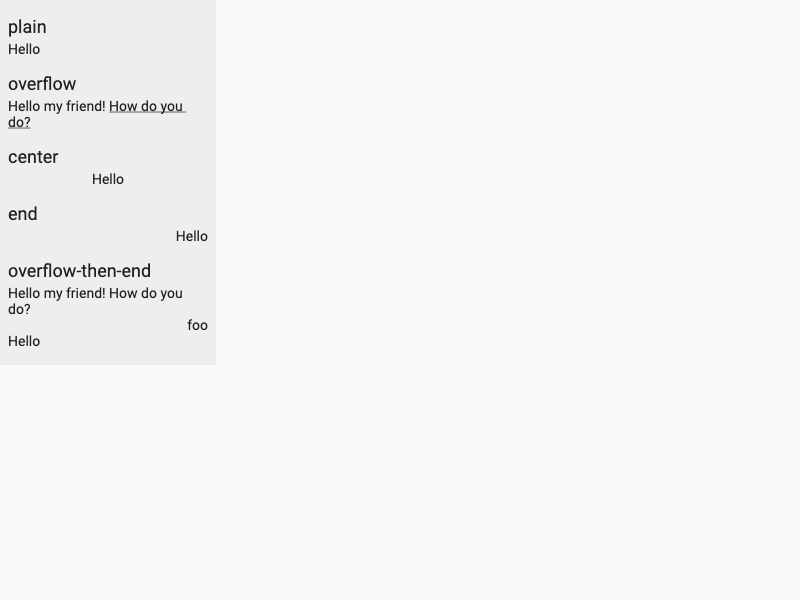 plain
Hello
overflow
Hello my friend! How do you
do?
center
Hello
end
Hello
overflow-then-end
Hello my friend! How do you
do?
foo
Hello